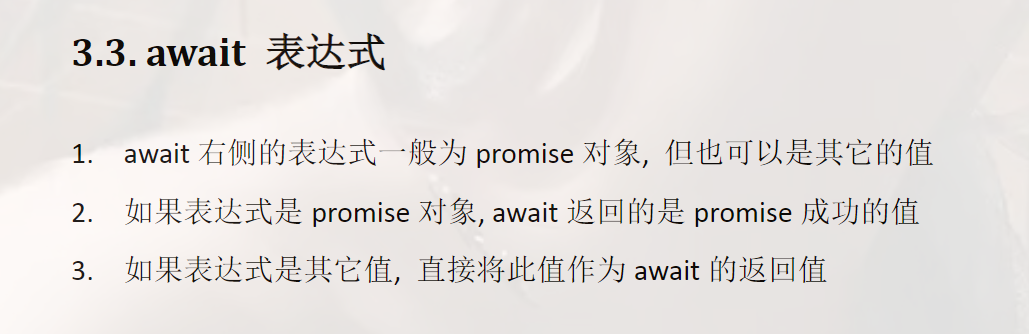 3.3. await 表达式
1. await 右侧的表达式一般为 promise 对象, 但也可以是其它的值
2. 如果表达式是 promise 对象, await 返回的是 promise 成功的值
3. 如果表达式是其它值, 直接将此值作为 await 的返回值